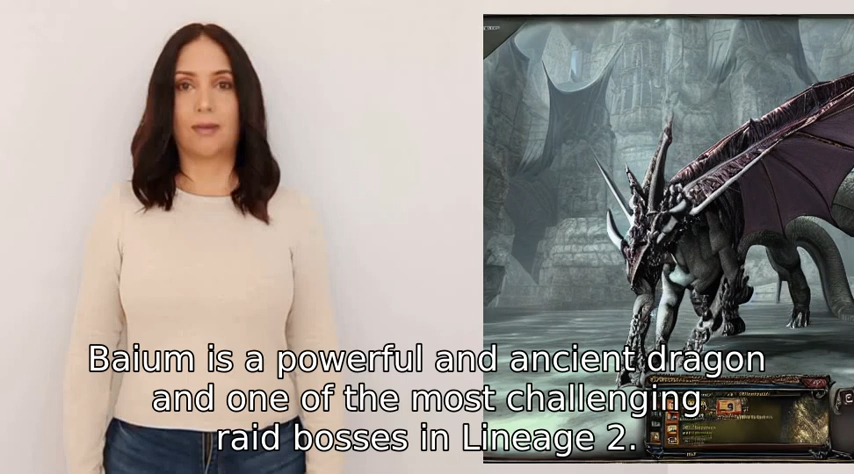 Baium is a powerful and ancient dragon
and one of the most challenging
raid bosses in Lineage 2.